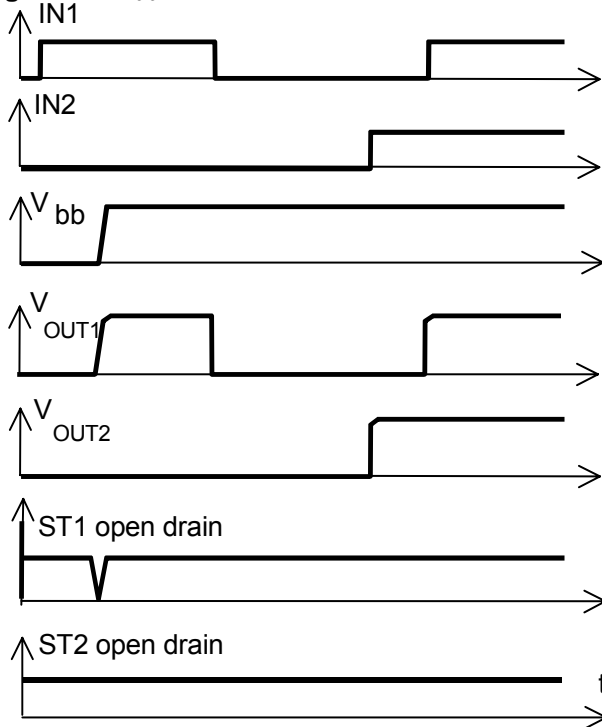 IN1
IN2
V bb
V OUT1
V OUT2
ST1 open drain
ST2 open drain
t